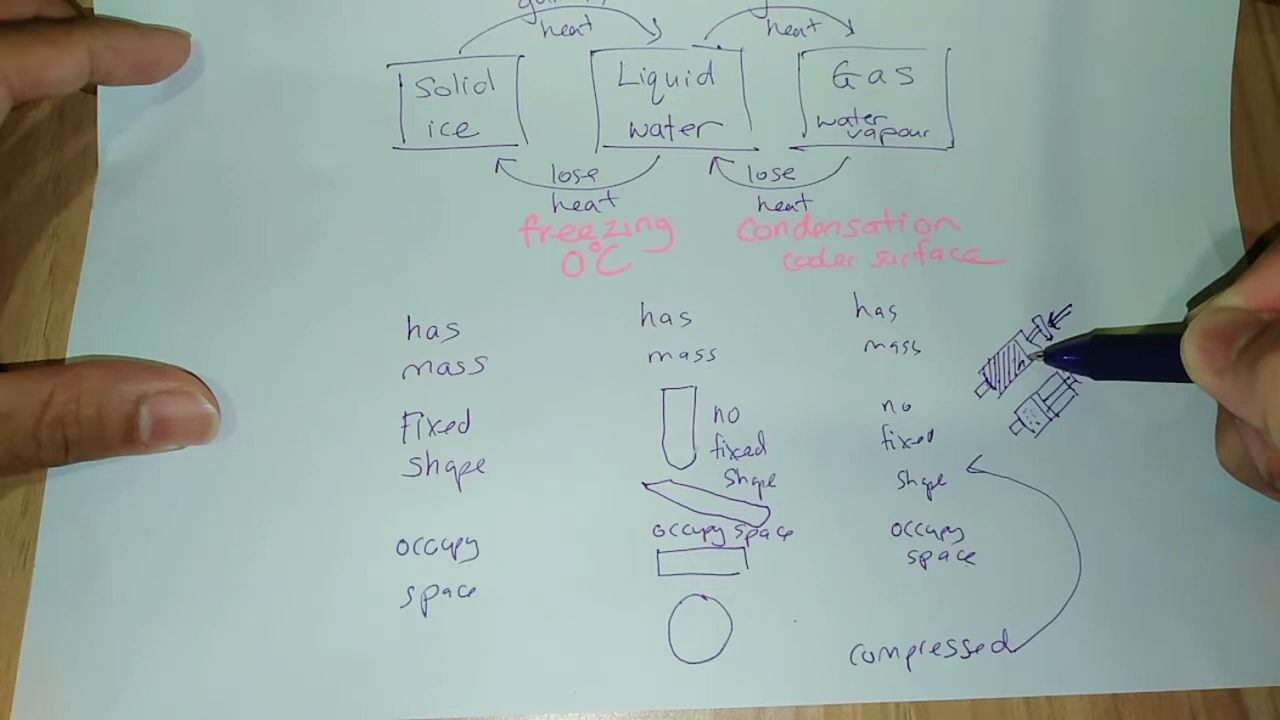 heat
heat
Solid
ice
Liquid
water
Gas
water
vapour
lose
heat
lose
heat
freezing
0°C
condensation
cooler surface
has
mass
Fixed
shape
occupy
space
has
mass
no
fixed
shape
occupy space
has
mass
no
fixed
shape
occupy
space
compressed